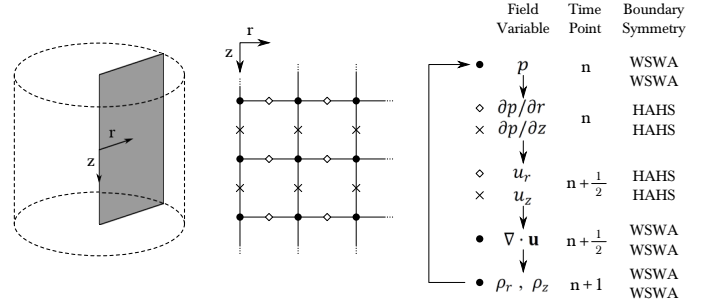 Field Variable
Time Point
Boundary Symmetry
r
z
r
z
p
n
WSWA
WSWA
∂p/∂r
∂p/∂z
n
HAHS
HAHS
u_r
u_z
n+1/2
HAHS
HAHS
∇ · u
n+1/2
WSWA
WSWA
ρ_r , ρ_z
n+1
WSWA
WSWA